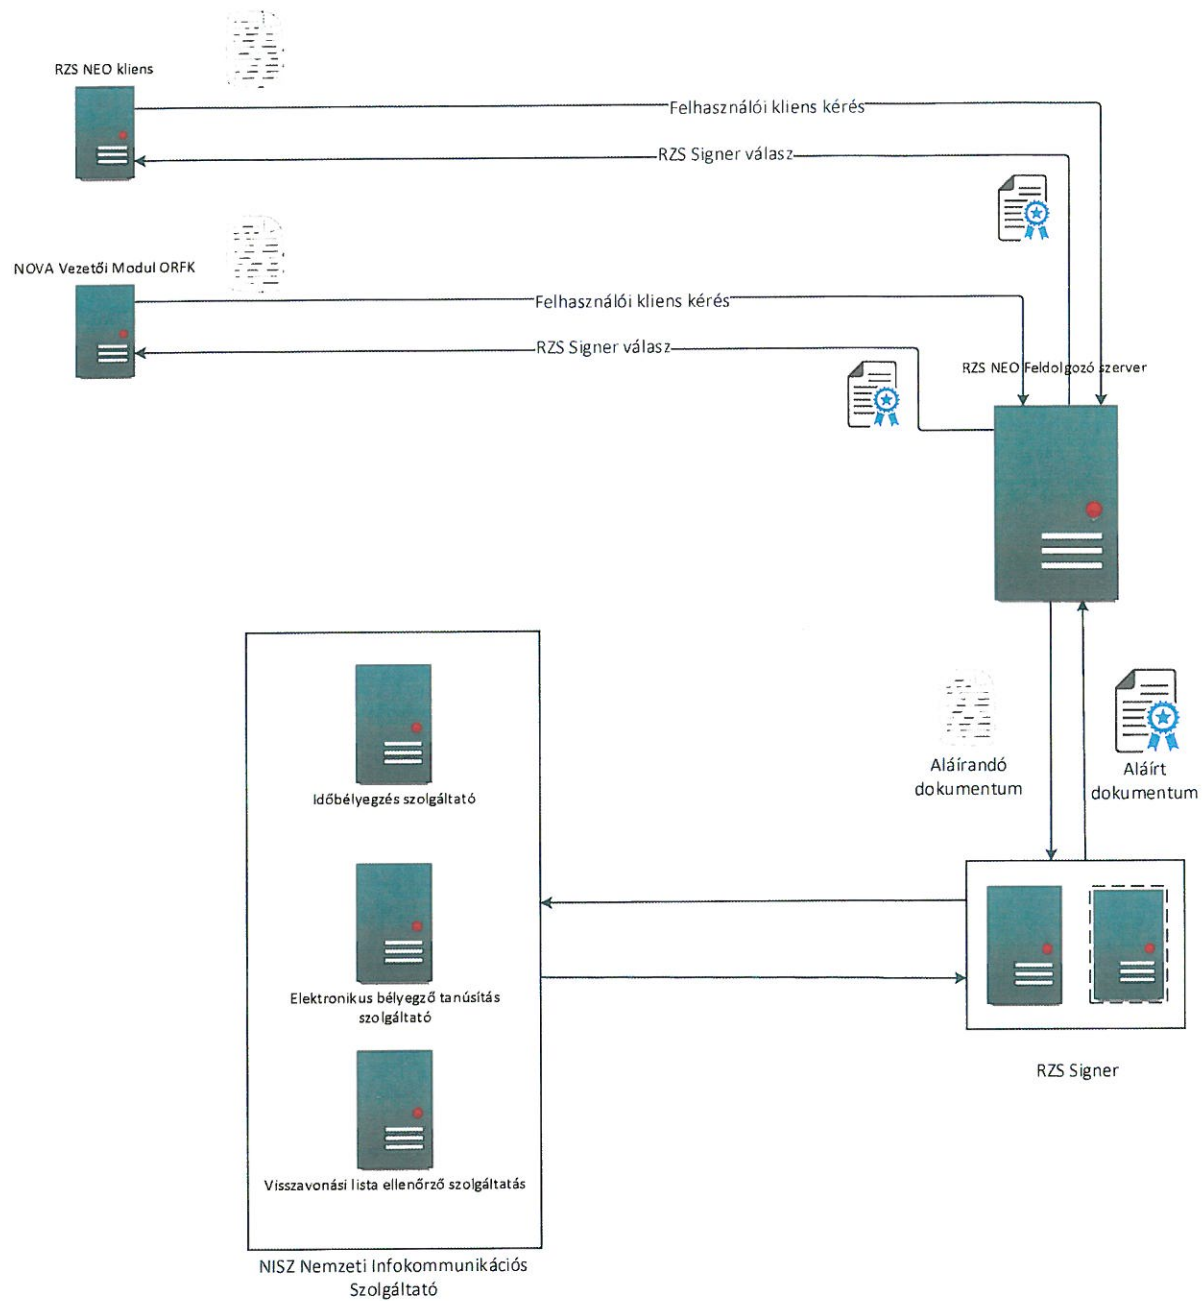 RZS NEO kliens
Felhasználói kliens kérés
RZS Signer válasz
NOVA Vezetői Modul ORFK
Felhasználói kliens kérés
RZS Signer válasz
RZS NEO Feldolgozó szerver
Aláírandó
dokumentum
Aláírt
dokumentum
Időbélyegzés szolgáltató
Elektronikus bélyegző tanúsítás
szolgáltató
RZS Signer
Visszavonási lista ellenőrző szolgáltatás
NISZ Nemzeti Infokommunikációs
Szolgáltató